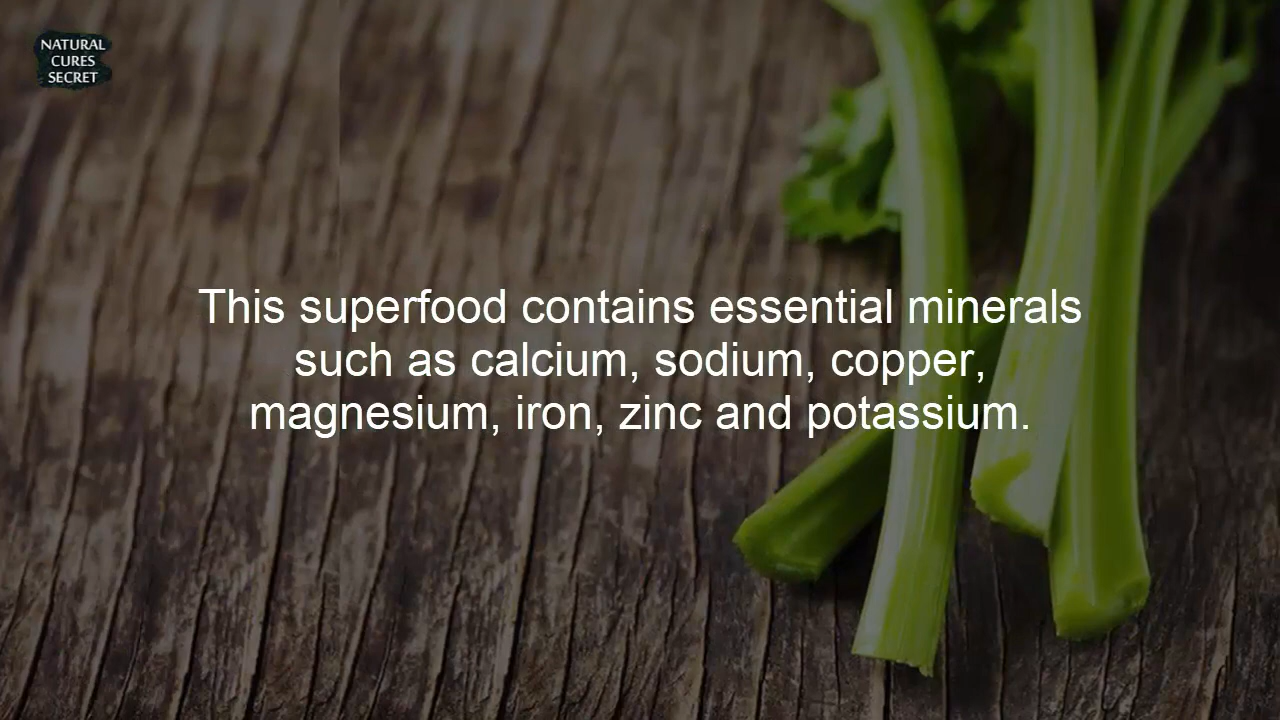 NATURAL
CURES
SECRET
This superfood contains essential minerals
such as calcium, sodium, copper,
magnesium, iron, zinc and potassium.